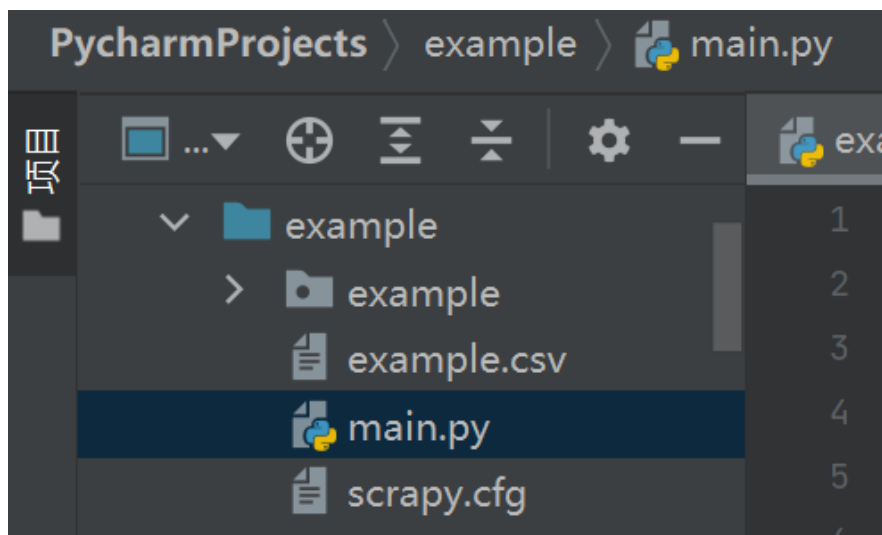 PycharmProjects 〉 example 〉 main.py
项目
...
exa
example
1
example
2
example.csv
3
main.py
4
scrapy.cfg
5